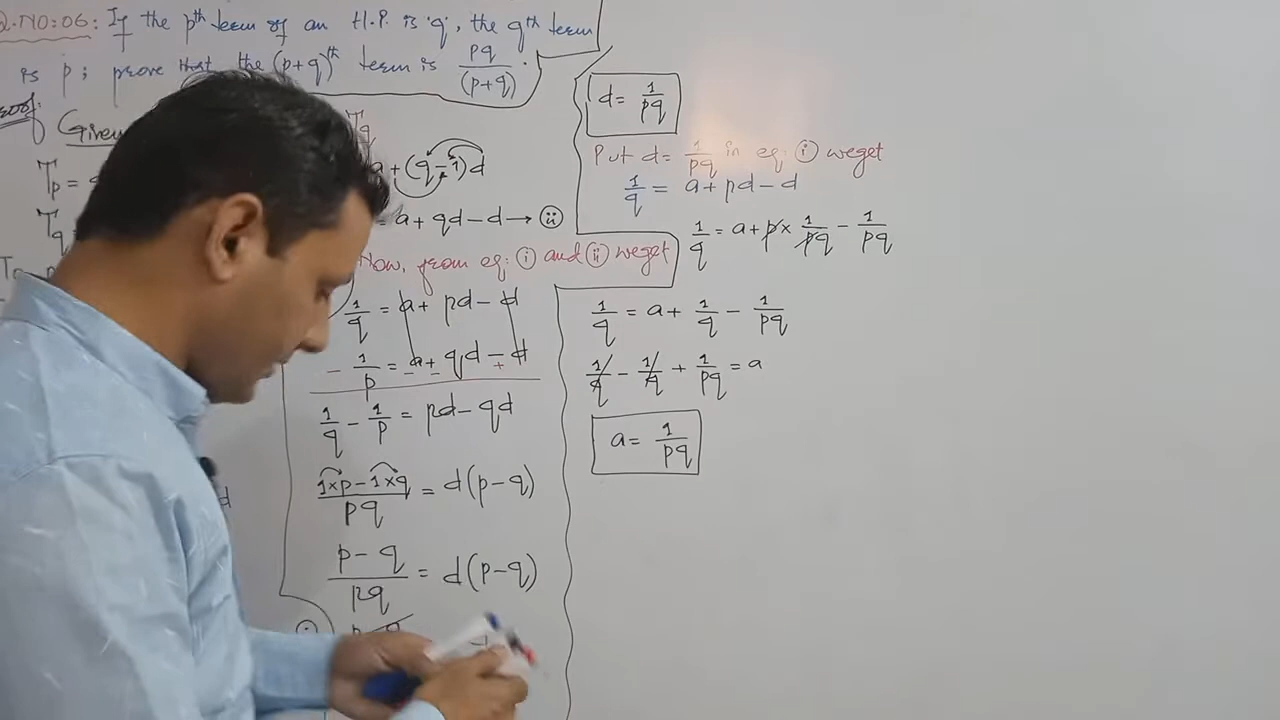 Q.NO:06: If the pth term of an H.P. is 'q', the qth term
is p; prove that the (p+q)th term is pq/(p+q).
Proof:
Given
Tp =
Tq
Tq
a+(q-1)d
= a+qd-d → (ii)
Now, from eq: (i) and (ii) we get
1/q = a+ pd-d
- 1/p = a+ qd-d
- - +
1/q - 1/p = pd-qd
1×p-1×q/pq = d(p-q)
p-q/pq = d(p-q)
d = 1/pq
Put d= 1/pq in eq: (i) we get
1/q = a+pd-d
1/q = a+p× 1/pq - 1/pq
1/q = a+ 1/q - 1/pq
1/q - 1/q + 1/pq = a
a = 1/pq